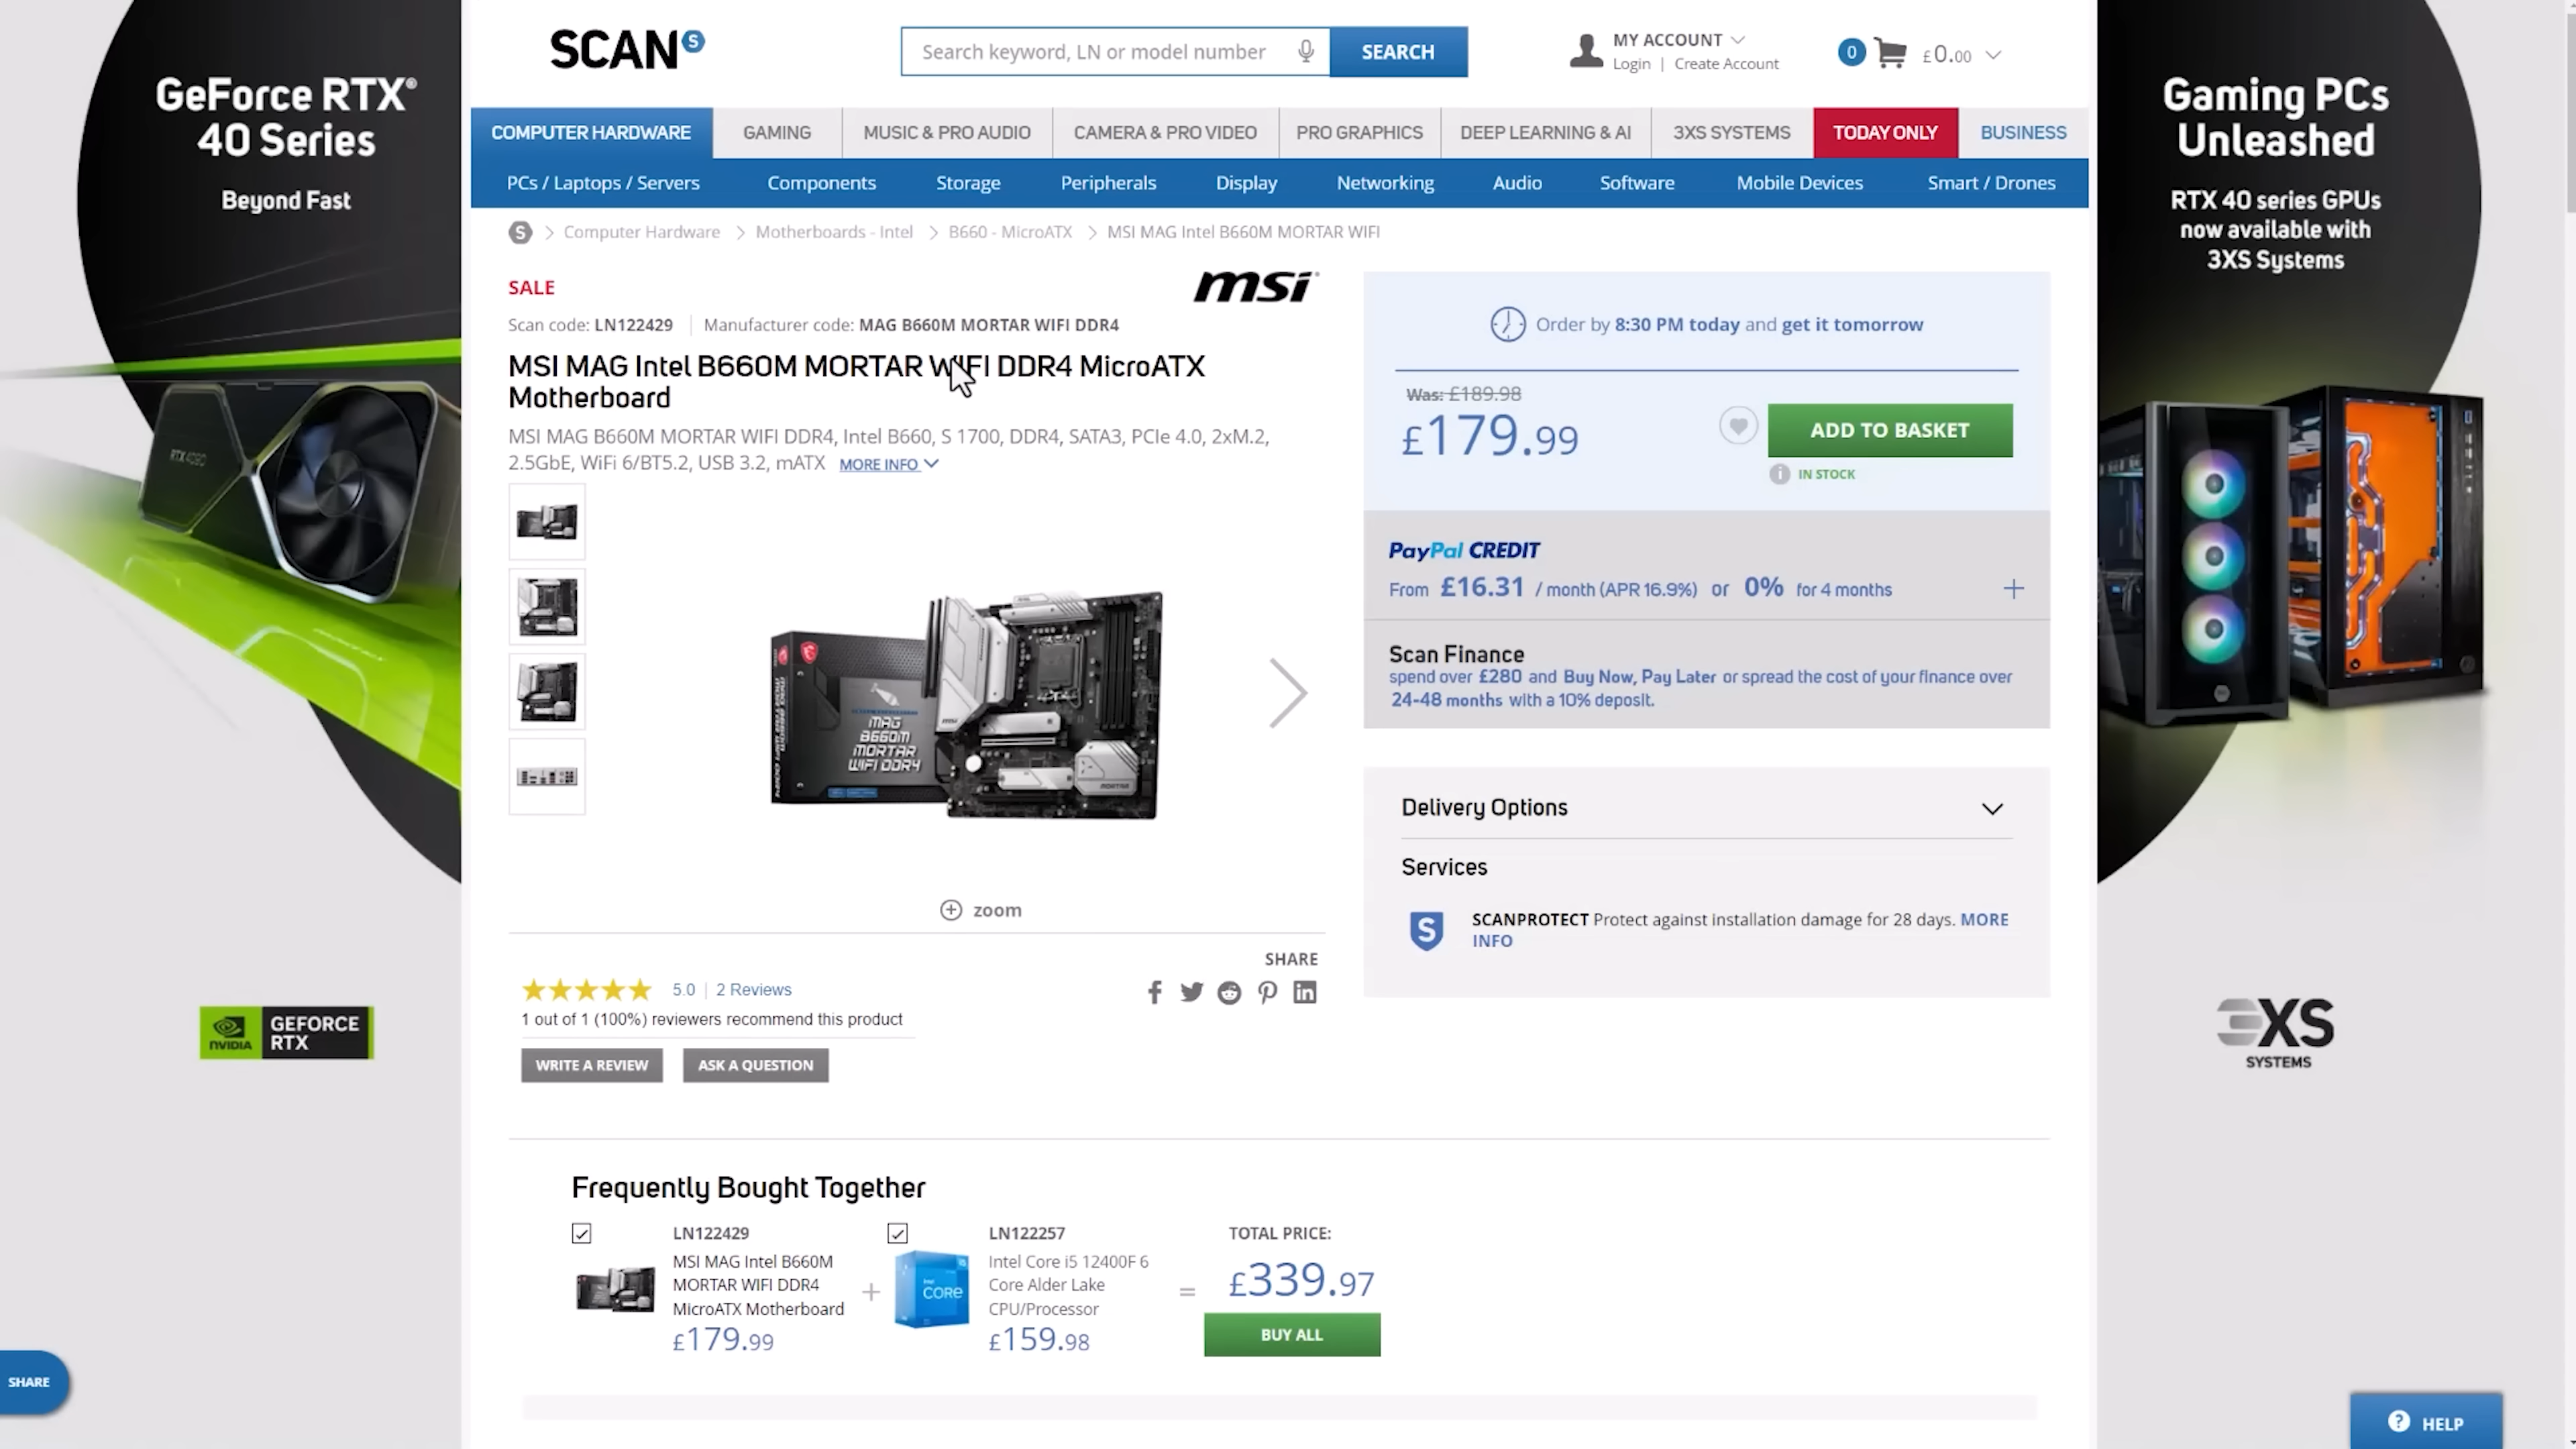 GeForce RTX®
40 Series
Beyond Fast
RTX 4090
NVIDIA
GEFORCE
RTX
SCAN S
Search keyword, LN or model number
SEARCH
MY ACCOUNT
Login | Create Account
0
£0.00
COMPUTER HARDWARE
GAMING
MUSIC & PRO AUDIO
CAMERA & PRO VIDEO
PRO GRAPHICS
DEEP LEARNING & AI
3XS SYSTEMS
TODAY ONLY
BUSINESS
PCs / Laptops / Servers
Components
Storage
Peripherals
Display
Networking
Audio
Software
Mobile Devices
Smart / Drones
S > Computer Hardware > Motherboards - Intel > B660 - MicroATX > MSI MAG Intel B660M MORTAR WIFI
SALE
msi
Scan code: LN122429 | Manufacturer code: MAG B660M MORTAR WIFI DDR4
MSI MAG Intel B660M MORTAR WIFI DDR4 MicroATX
Motherboard
MSI MAG B660M MORTAR WIFI DDR4, Intel B660, S 1700, DDR4, SATA3, PCIe 4.0, 2xM.2,
2.5GbE, WiFi 6/BT5.2, USB 3.2, mATX MORE INFO
MAG
B660M
MORTAR
WIFI DDR4
zoom
SHARE
5.0 | 2 Reviews
1 out of 1 (100%) reviewers recommend this product
WRITE A REVIEW
ASK A QUESTION
Order by 8:30 PM today and get it tomorrow
Was: £189.98
£179.99
ADD TO BASKET
IN STOCK
PayPal CREDIT
From £16.31 / month (APR 16.9%) or 0% for 4 months
Scan Finance
spend over £280 and Buy Now, Pay Later or spread the cost of your finance over
24-48 months with a 10% deposit.
Delivery Options
Services
S
SCANPROTECT Protect against installation damage for 28 days. MORE
INFO
Frequently Bought Together
LN122429
MSI MAG Intel B660M
MORTAR WIFI DDR4
MicroATX Motherboard
£179.99
+
LN122257
Intel Core i5 12400F 6
Core Alder Lake
CPU/Processor
£159.98
intel
CORE
=
TOTAL PRICE:
£339.97
BUY ALL
SHARE
Gaming PCs
Unleashed
RTX 40 series GPUs
now available with
3XS Systems
3XS
SYSTEMS
? HELP